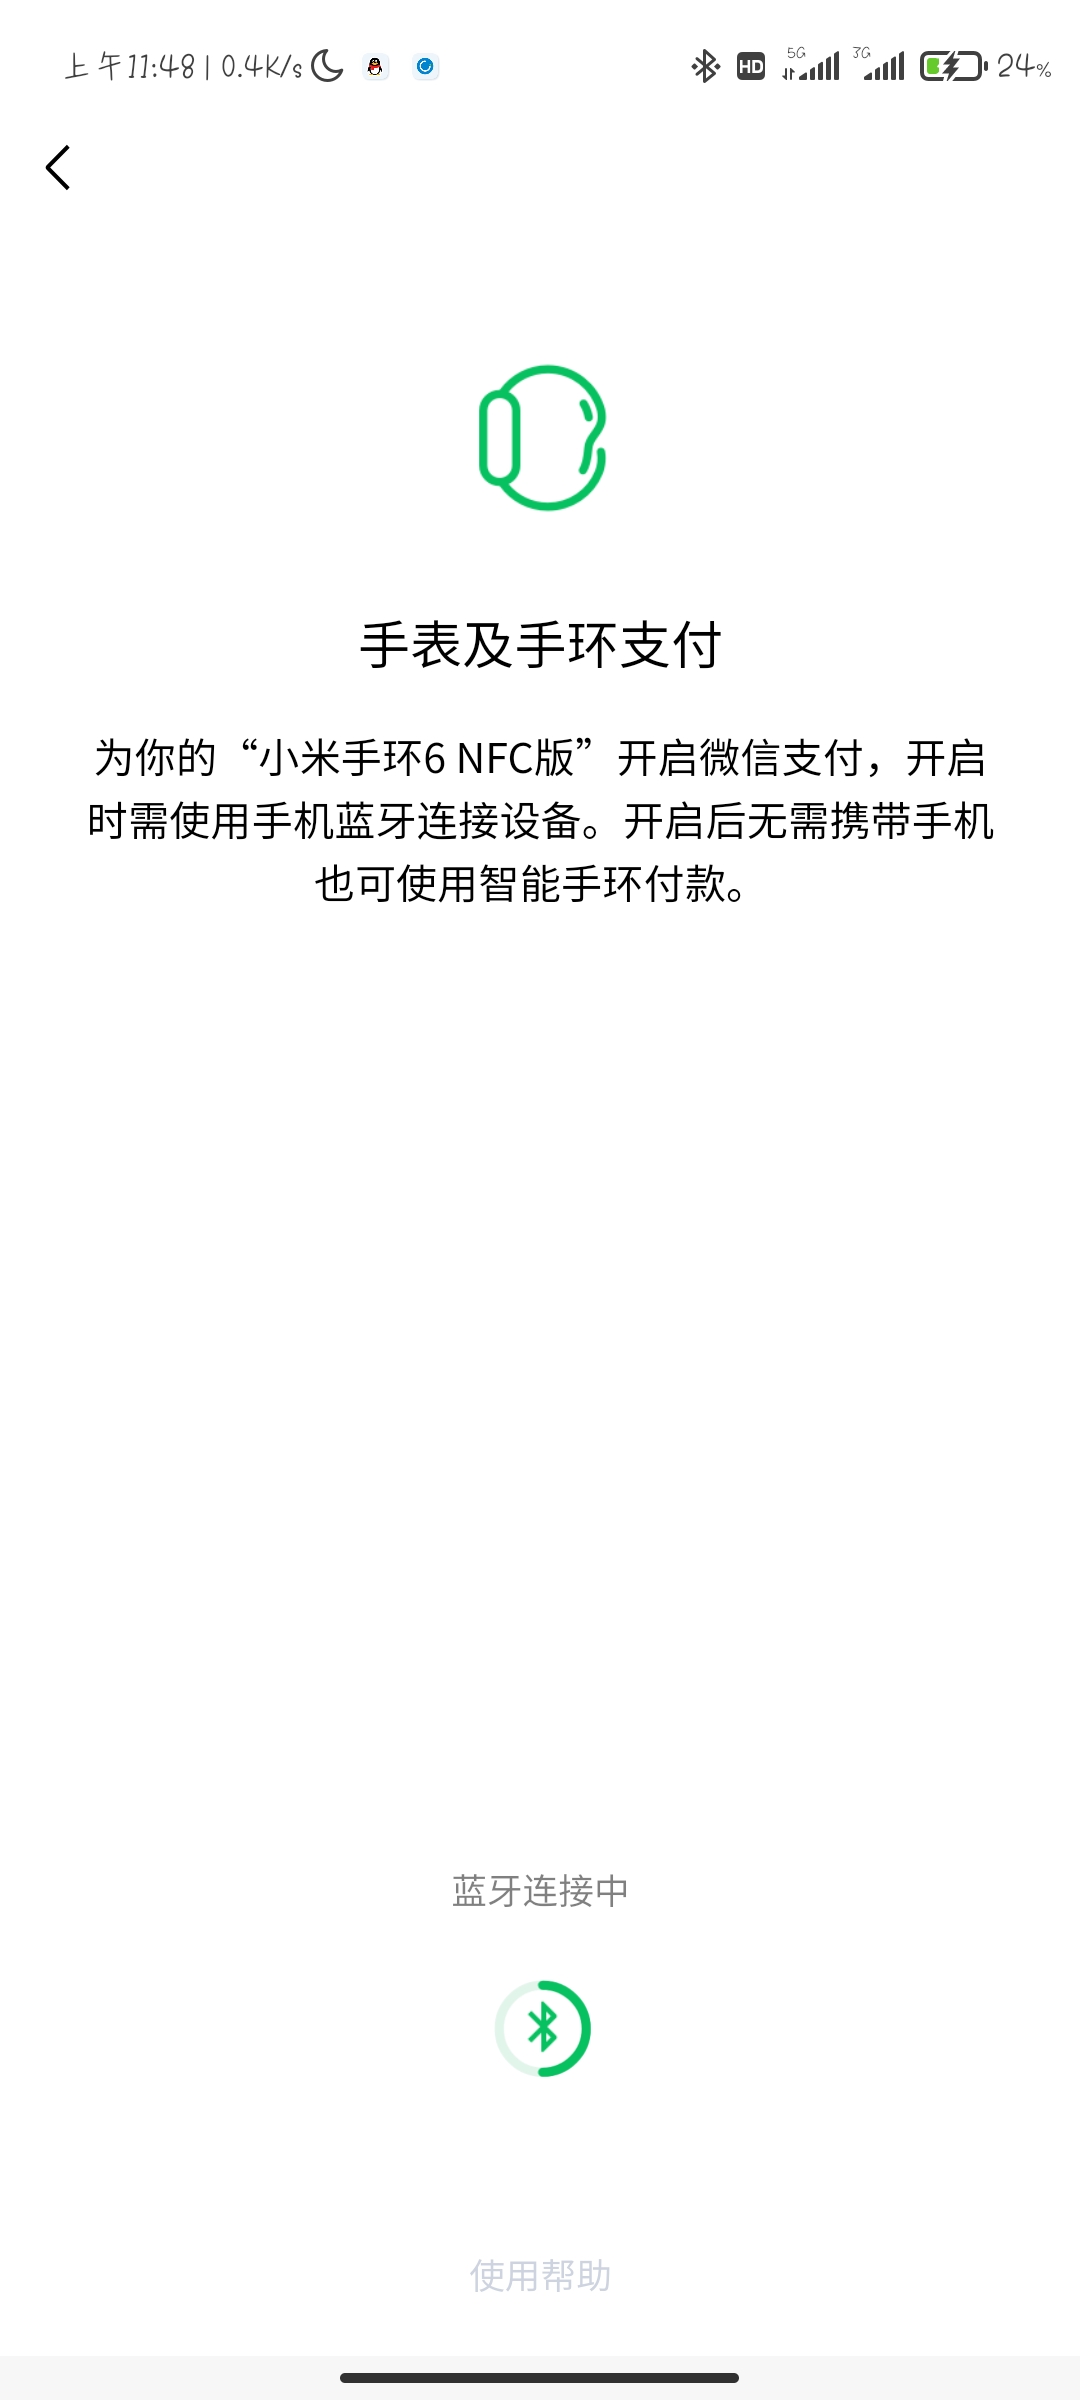 上午11:48 | 0.4K/s
HD
5G
3G
24%
手表及手环支付
为你的“小米手环6 NFC版”开启微信支付，开启
时需使用手机蓝牙连接设备。开启后无需携带手机
也可使用智能手环付款。
蓝牙连接中
使用帮助